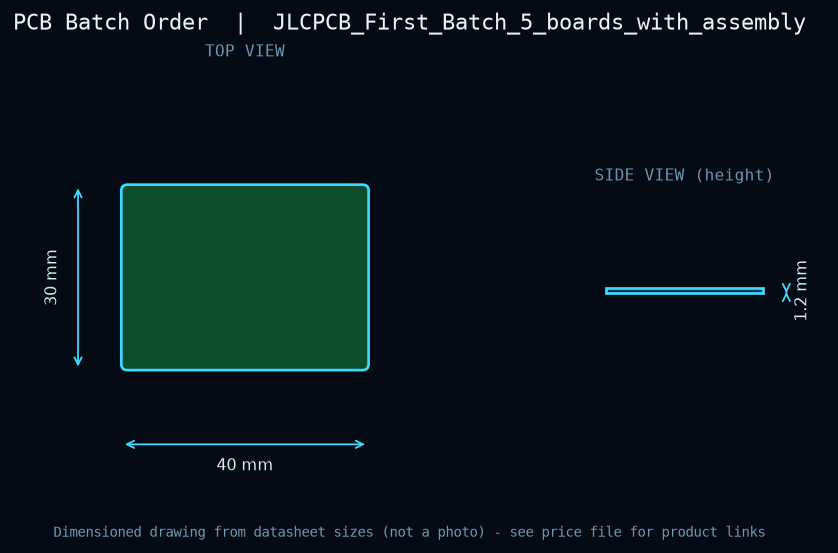 PCB Batch Order  |  JLCPCB_First_Batch_5_boards_with_assembly
TOP VIEW
SIDE VIEW (height)
30 mm
1.2 mm
40 mm
Dimensioned drawing from datasheet sizes (not a photo) - see price file for product links